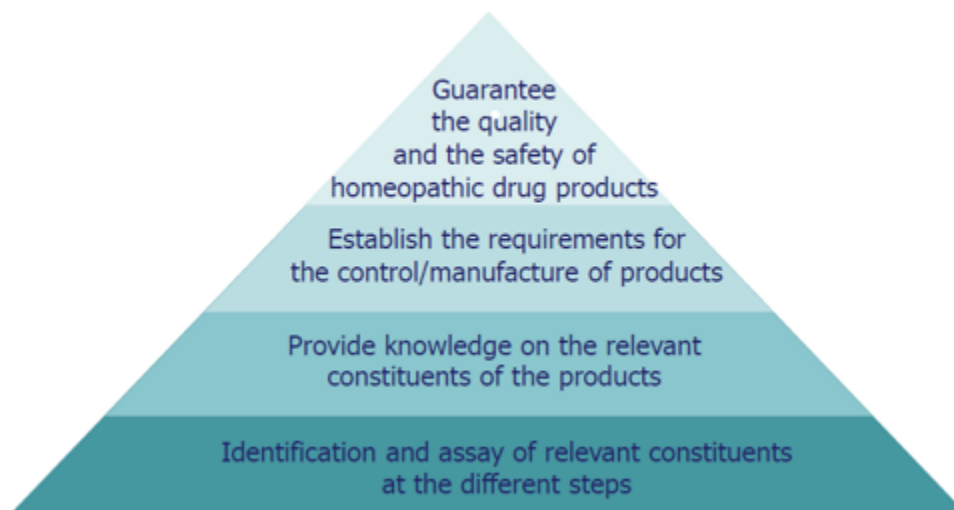 Guarantee
the quality
and the safety of
homeopathic drug products
Establish the requirements for
the control/manufacture of products
Provide knowledge on the relevant
constituents of the products
Identification and assay of relevant constituents
at the different steps